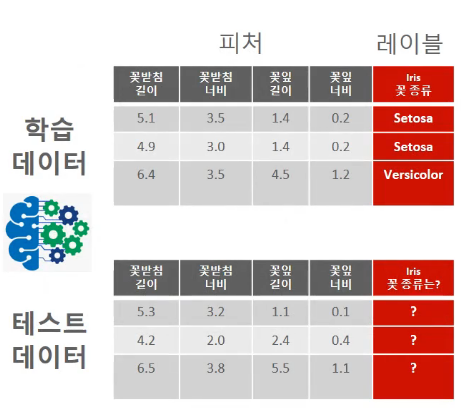 피처 레이블
꽃받침 길이 꽃받침 너비 꽃잎 길이 꽃잎 너비 Iris 꽃 종류
학습 데이터
5.1 3.5 1.4 0.2 Setosa
4.9 3.0 1.4 0.2 Setosa
6.4 3.5 4.5 1.2 Versicolor
꽃받침 길이 꽃받침 너비 꽃잎 길이 꽃잎 너비 Iris 꽃 종류는?
테스트 데이터
5.3 3.2 1.1 0.1 ?
4.2 2.0 2.4 0.4 ?
6.5 3.8 5.5 1.1 ?